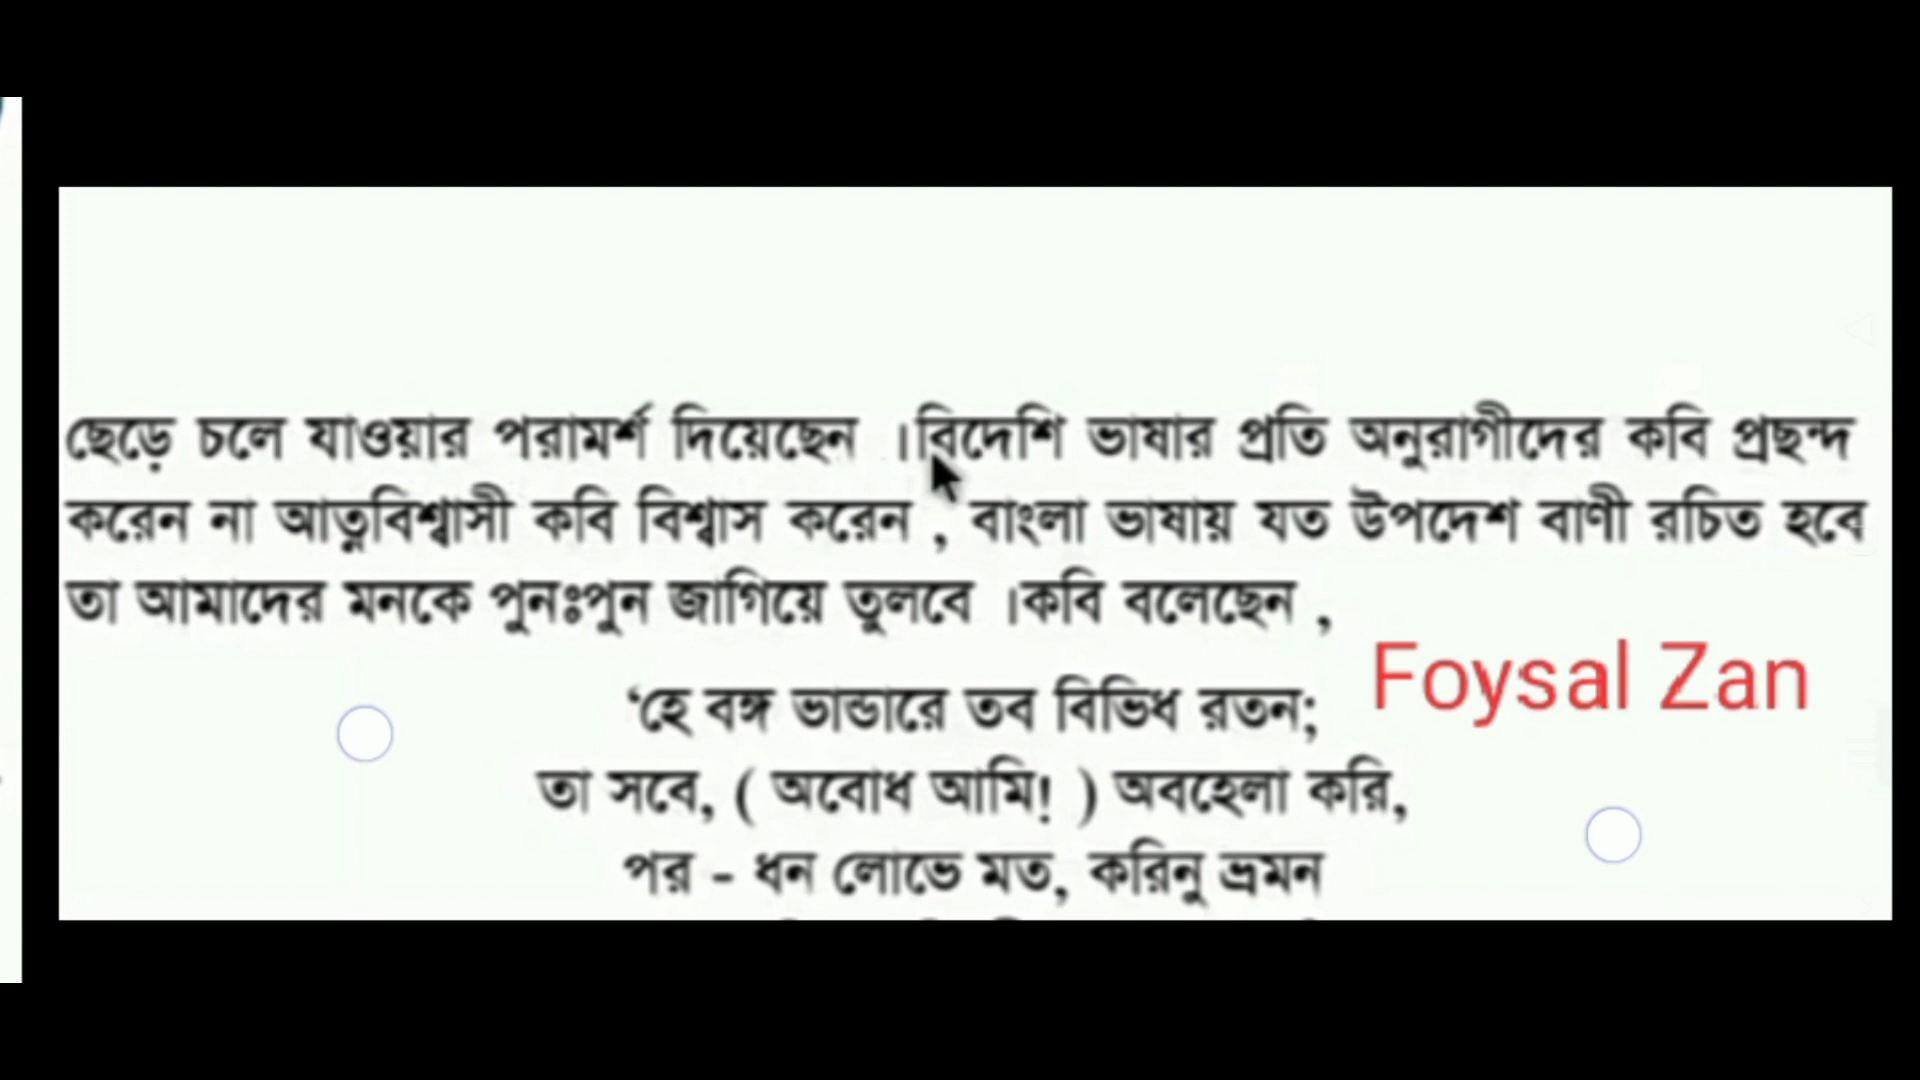 ছেড়ে চলে যাওয়ার পরামর্শ দিয়েছেন ।বিদেশি ভাষার প্রতি অনুরাগীদের কবি প্রছন্দ
করেন না আত্নবিশ্বাসী কবি বিশ্বাস করেন , বাংলা ভাষায় যত উপদেশ বাণী রচিত হবে
তা আমাদের মনকে পুনঃপুন জাগিয়ে তুলবে ।কবি বলেছেন ,
Foysal Zan
‘হে বঙ্গ ভান্ডারে তব বিভিধ রতন;
তা সবে, ( অবোধ আমি! ) অবহেলা করি,
পর - ধন লোভে মত, করিনু ভ্রমন